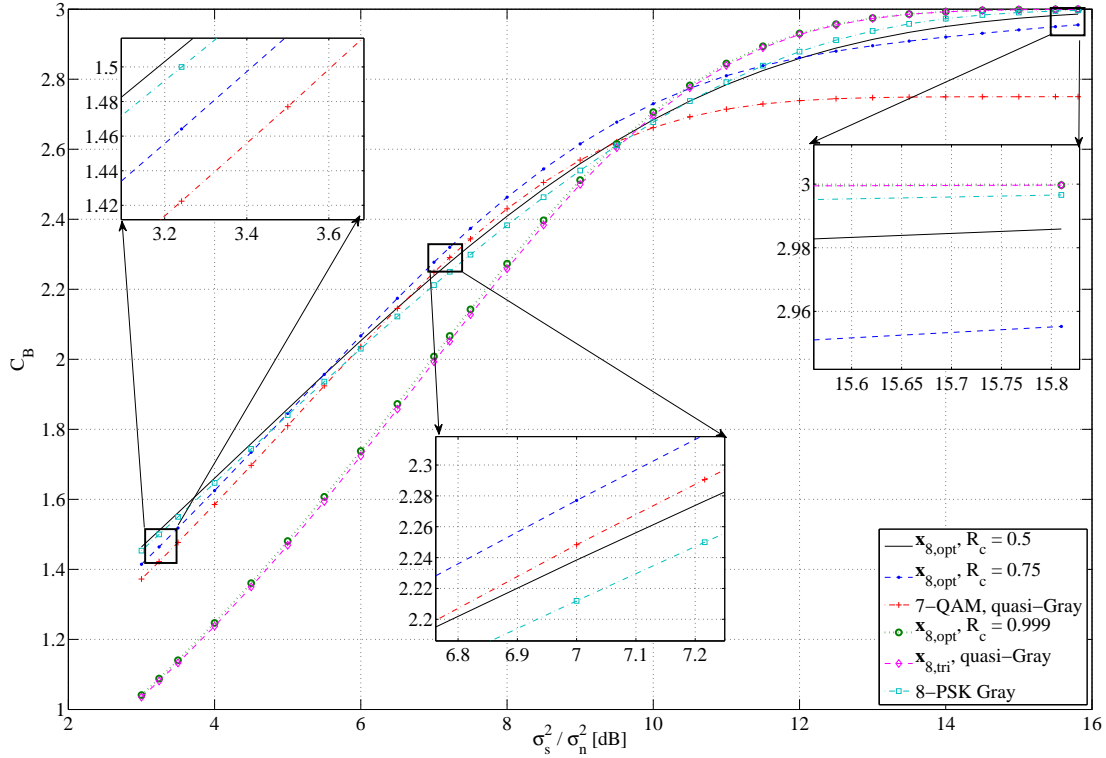 3
2.8
2.6
2.4
2.2
2
1.8
1.6
1.4
1.2
1
C_B
2 4 6 8 10 12 14 16
σ_s^2 / σ_n^2 [dB]
1.5
1.48
1.46
1.44
1.42
3.2 3.4 3.6
2.3
2.28
2.26
2.24
2.22
2.2
6.8 6.9 7 7.1 7.2
3
2.98
2.96
15.6 15.65 15.7 15.75 15.8
x_8,opt, R_c = 0.5
x_8,opt, R_c = 0.75
7−QAM, quasi−Gray
x_8,opt, R_c = 0.999
x_8,tri, quasi−Gray
8−PSK Gray